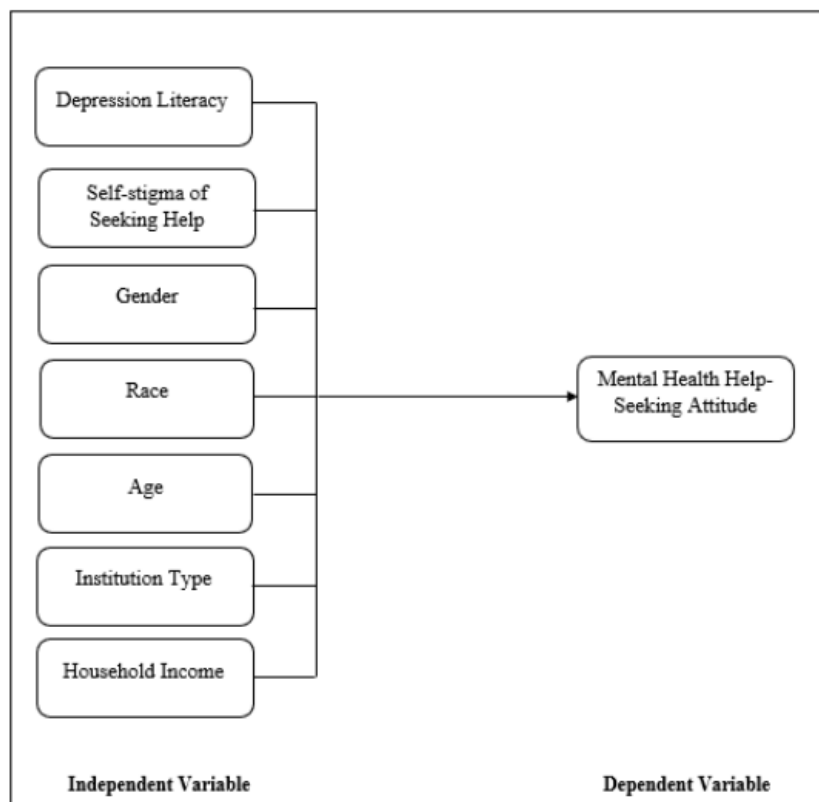 Depression Literacy
Self-stigma of
Seeking Help
Gender
Race
Age
Institution Type
Household Income
Mental Health Help-
Seeking Attitude
Independent Variable
Dependent Variable